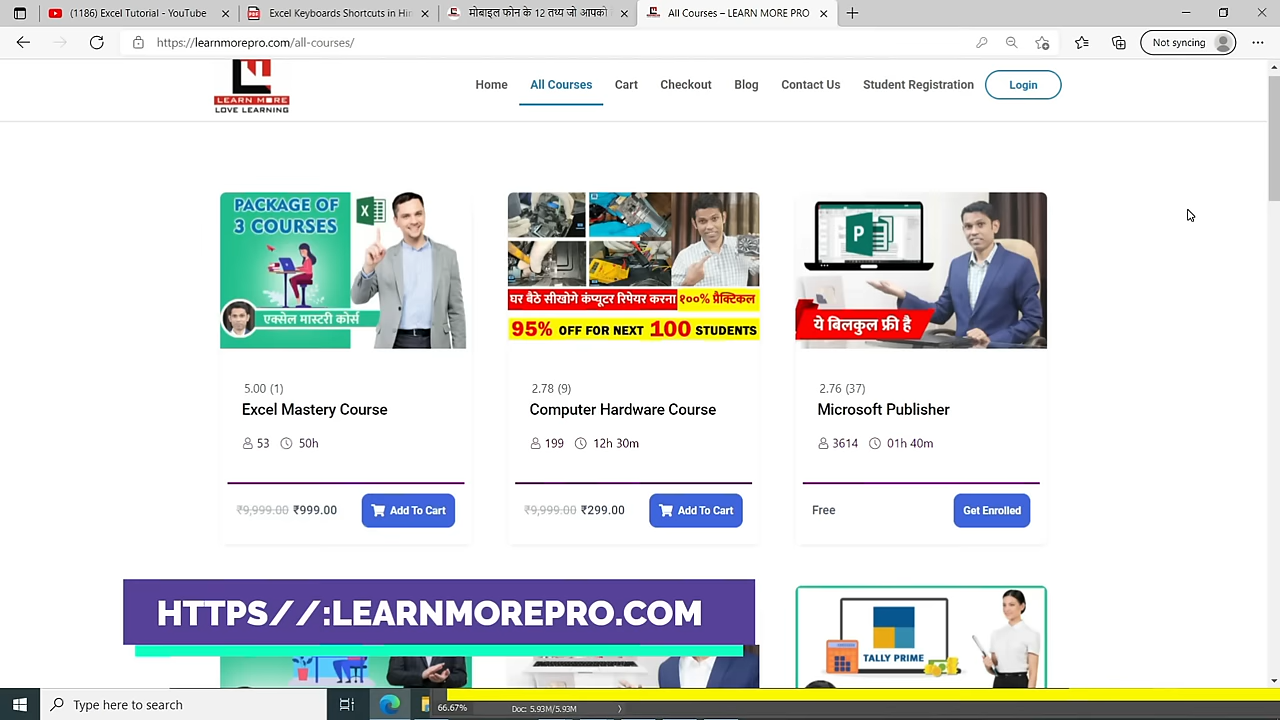 (1186) Excel Tutorial - YouTube
Excel Keyboards Shortcuts in Hin
मोबाइल फोन के 12 तथ्य जो आपको
All Courses – LEARN MORE PRO
https://learnmorepro.com/all-courses/
Not syncing
LEARN MORE
LOVE LEARNING
Home
All Courses
Cart
Checkout
Blog
Contact Us
Student Registration
Login
PACKAGE OF
3 COURSES
एक्सेल मास्टरी कोर्स
5.00 (1)
Excel Mastery Course
53
50h
₹9,999.00 ₹999.00
Add To Cart
घर बैठे सीखोगे कंप्यूटर रिपेयर करना १००% प्रैक्टिकल
95% OFF FOR NEXT 100 STUDENTS
2.78 (9)
Computer Hardware Course
199
12h 30m
₹9,999.00 ₹299.00
Add To Cart
P
ये बिलकुल फ्री है
2.76 (37)
Microsoft Publisher
3614
01h 40m
Free
Get Enrolled
HTTPS//:LEARNMOREPRO.COM
TALLY PRIME
Type here to search
66.67%
Doc: 5.93M/5.93M